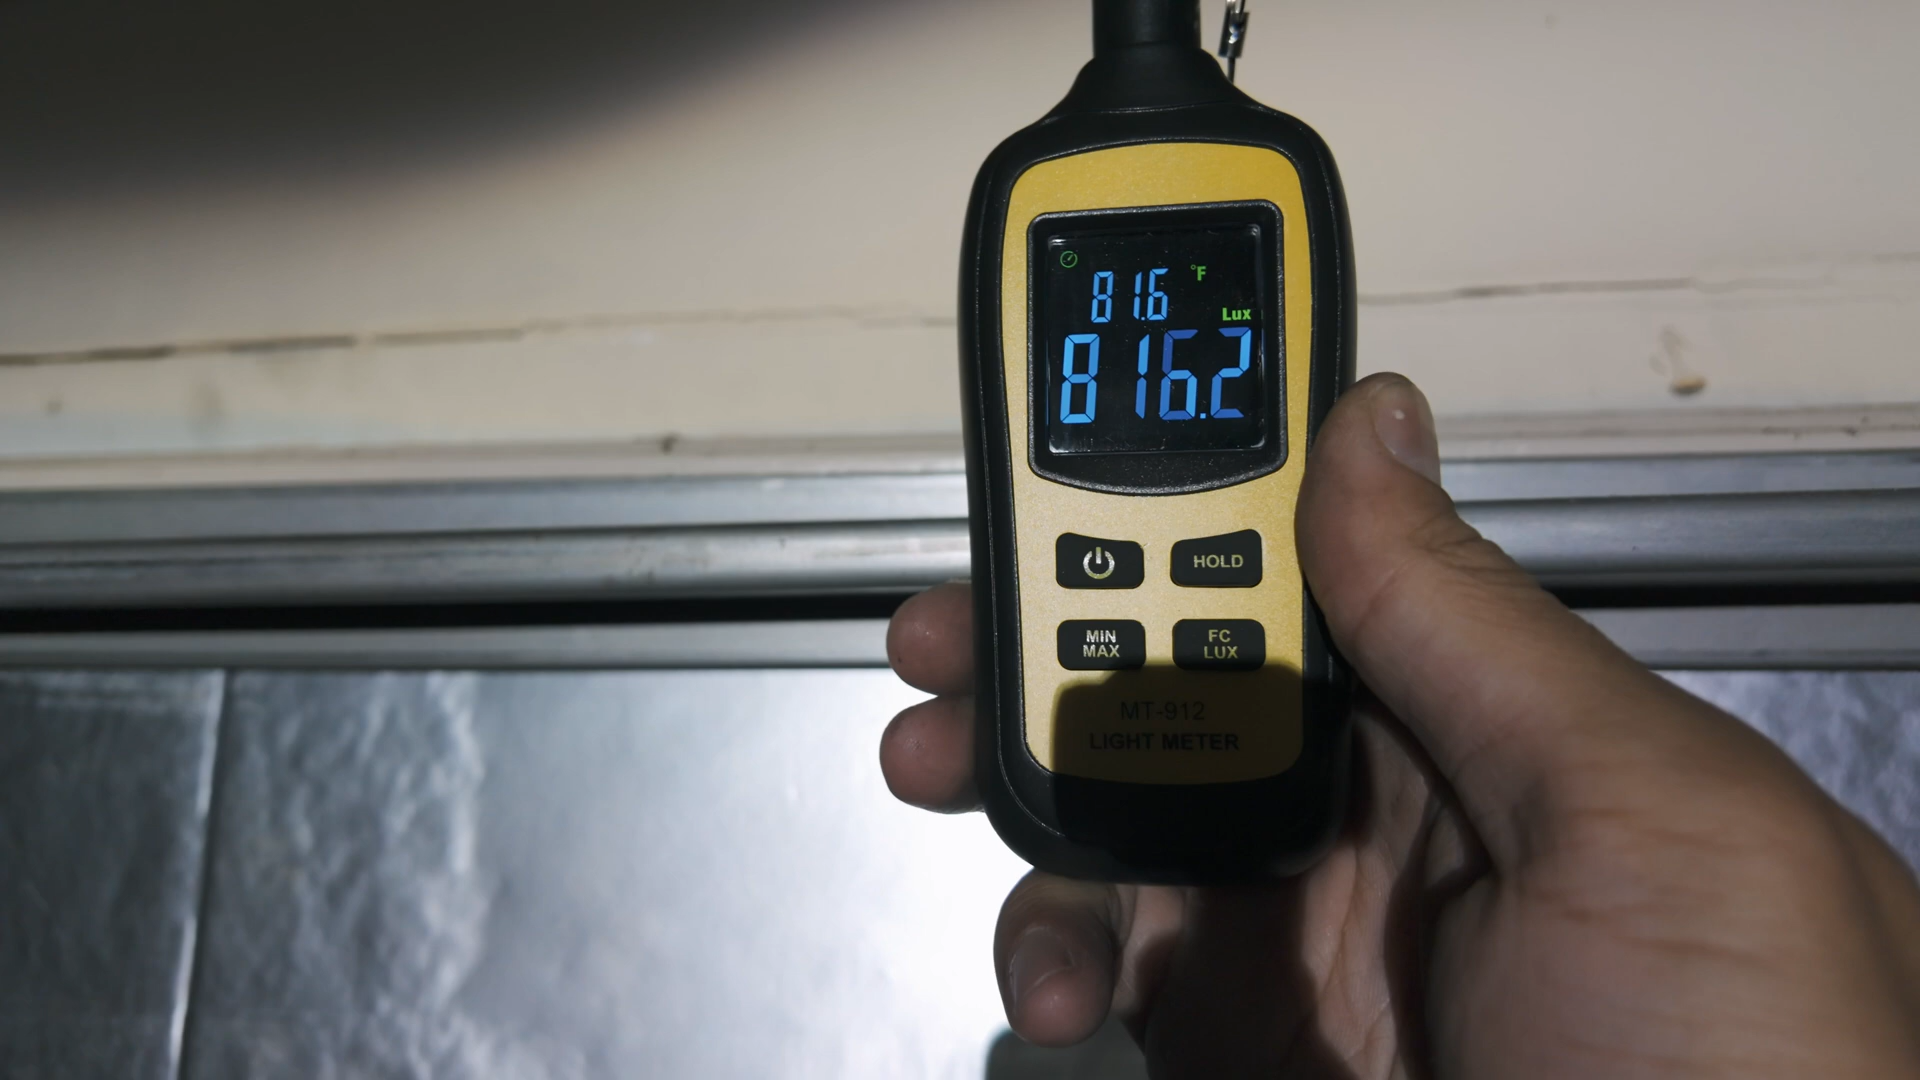 81.6 °F
Lux
816.2
HOLD
MIN
MAX
FC
LUX
MT-912
LIGHT METER